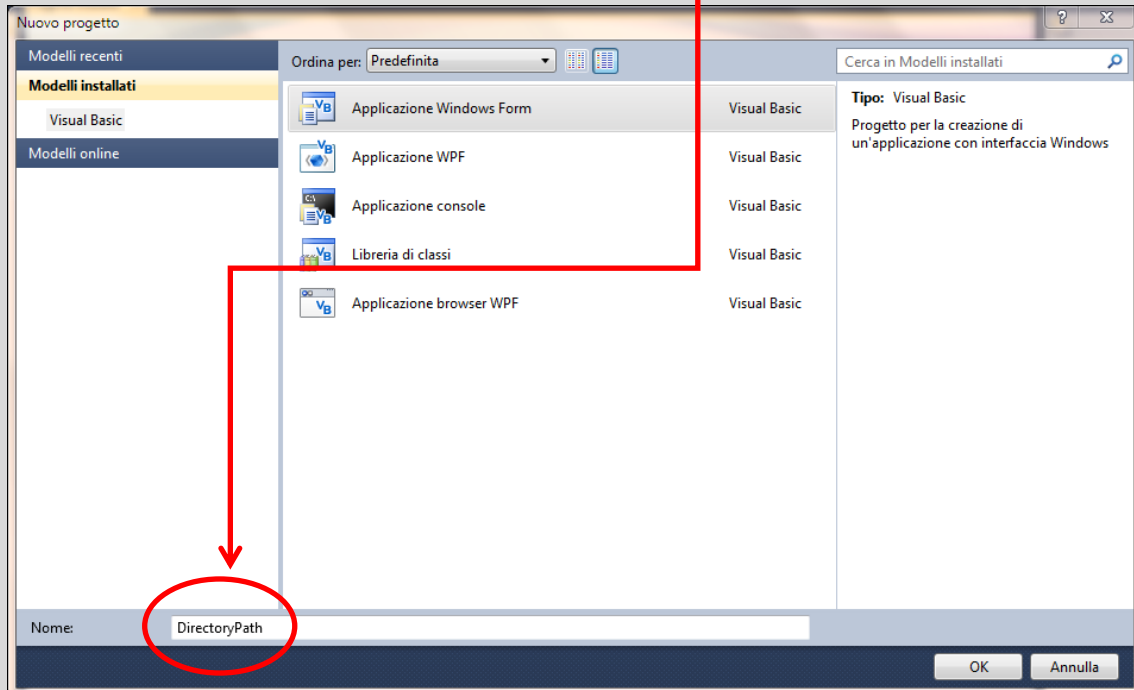 Nuovo progetto
Modelli recenti
Modelli installati
Visual Basic
Modelli online
Ordina per: Predefinita
Applicazione Windows Form Visual Basic
Applicazione WPF Visual Basic
Applicazione console Visual Basic
Libreria di classi Visual Basic
Applicazione browser WPF Visual Basic
Cerca in Modelli installati
Tipo: Visual Basic
Progetto per la creazione di
un'applicazione con interfaccia Windows
Nome: DirectoryPath
OK Annulla